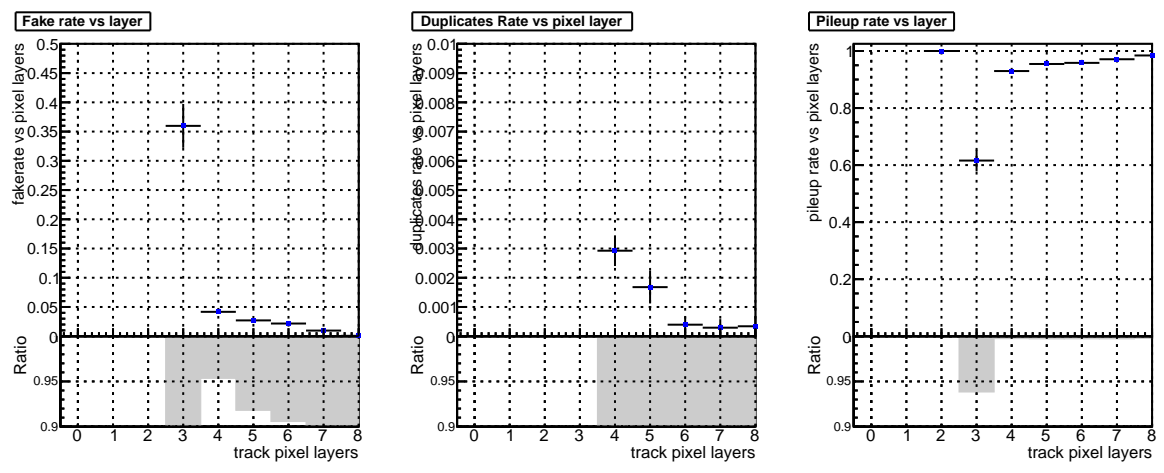 Fake rate vs layer
fakerate vs pixel layers
0.5
0.45
0.4
0.35
0.3
0.25
0.2
0.15
0.1
0.05
0
Ratio
0.95
0.9
0 1 2 3 4 5 6 7 8
track pixel layers
Duplicates Rate vs pixel layer
duplicates rate vs pixel layers
0.01
0.009
0.008
0.007
0.006
0.005
0.004
0.003
0.002
0.001
0
Ratio
0.95
0.9
0 1 2 3 4 5 6 7 8
track pixel layers
Pileup rate vs layer
pileup rate vs pixel layers
1
0.8
0.6
0.4
0.2
0
Ratio
0.95
0.9
0 1 2 3 4 5 6 7 8
track pixel layers